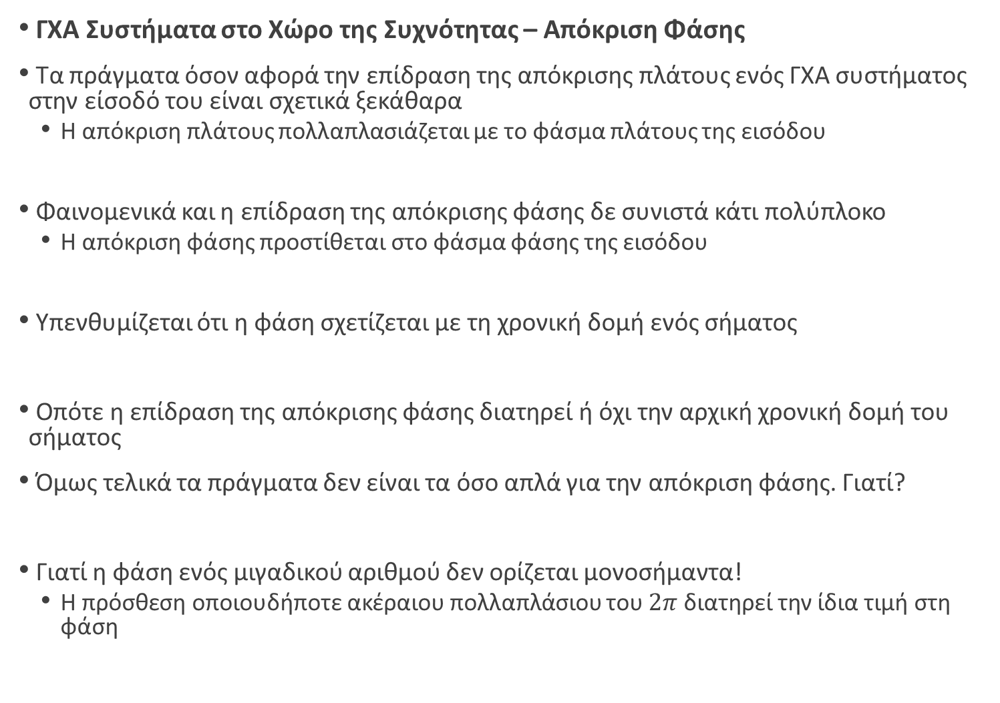 • ΓΧΑ Συστήματα στο Χώρο της Συχνότητας – Απόκριση Φάσης
• Τα πράγματα όσον αφορά την επίδραση της απόκρισης πλάτους ενός ΓΧΑ συστήματος
στην είσοδό του είναι σχετικά ξεκάθαρα
• Η απόκριση πλάτους πολλαπλασιάζεται με το φάσμα πλάτους της εισόδου
• Φαινομενικά και η επίδραση της απόκρισης φάσης δε συνιστά κάτι πολύπλοκο
• Η απόκριση φάσης προστίθεται στο φάσμα φάσης της εισόδου
• Υπενθυμίζεται ότι η φάση σχετίζεται με τη χρονική δομή ενός σήματος
• Οπότε η επίδραση της απόκρισης φάσης διατηρεί ή όχι την αρχική χρονική δομή του
σήματος
• Όμως τελικά τα πράγματα δεν είναι τα όσο απλά για την απόκριση φάσης. Γιατί?
• Γιατί η φάση ενός μιγαδικού αριθμού δεν ορίζεται μονοσήμαντα!
• Η πρόσθεση οποιουδήποτε ακέραιου πολλαπλάσιου του 2π διατηρεί την ίδια τιμή στη
φάση